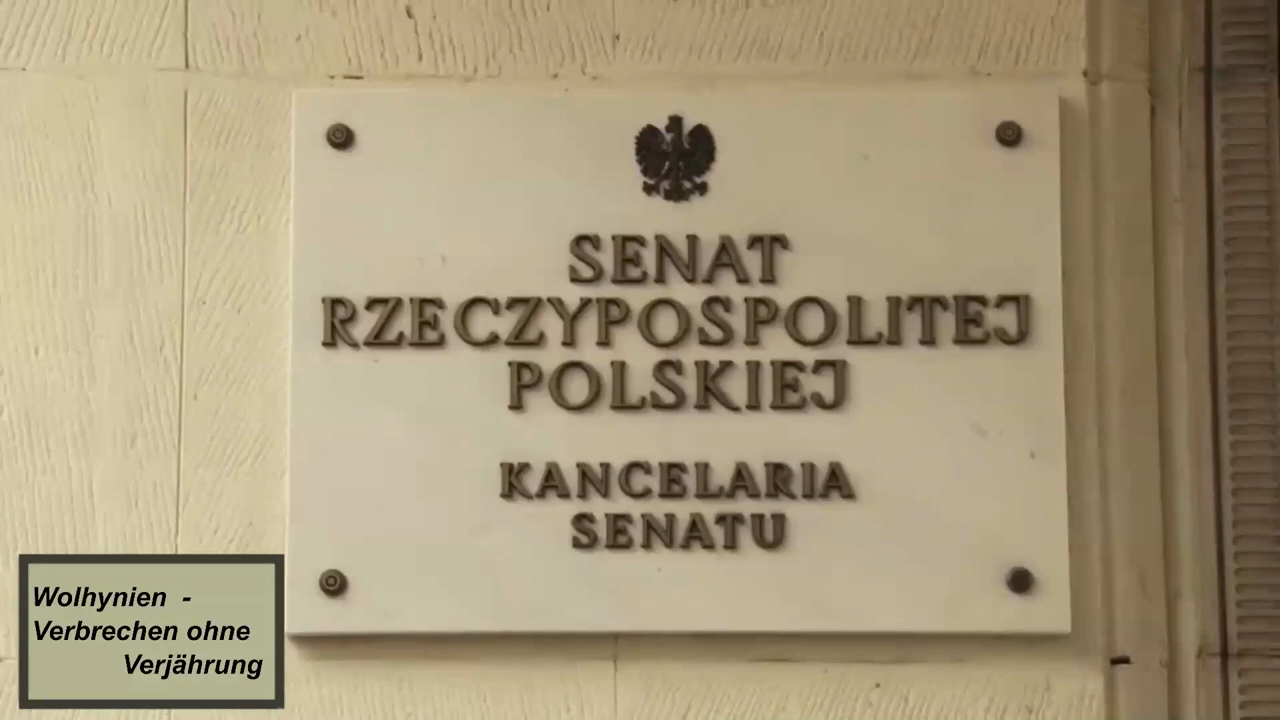 SENAT
RZECZYPOSPOLITEJ
POLSKIEJ
KANCELARIA
SENATU
Wolhynien -
Verbrechen ohne
Verjährung